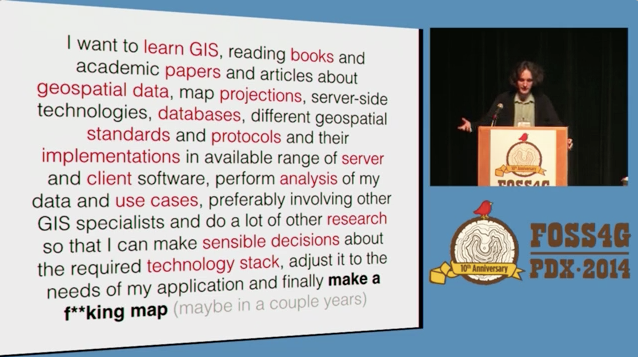 I want to learn GIS, reading books and
academic papers and articles about
geospatial data, map projections, server-side
technologies, databases, different geospatial
standards and protocols and their
implementations in available range of server
and client software, perform analysis of my
data and use cases, preferably involving other
GIS specialists and do a lot of other research
so that I can make sensible decisions about
the required technology stack, adjust it to the
needs of my application and finally make a
f**king map (maybe in a couple years)
10th Anniversary
FOSS4G
10th Anniversary
FOSS4G
PDX·2014